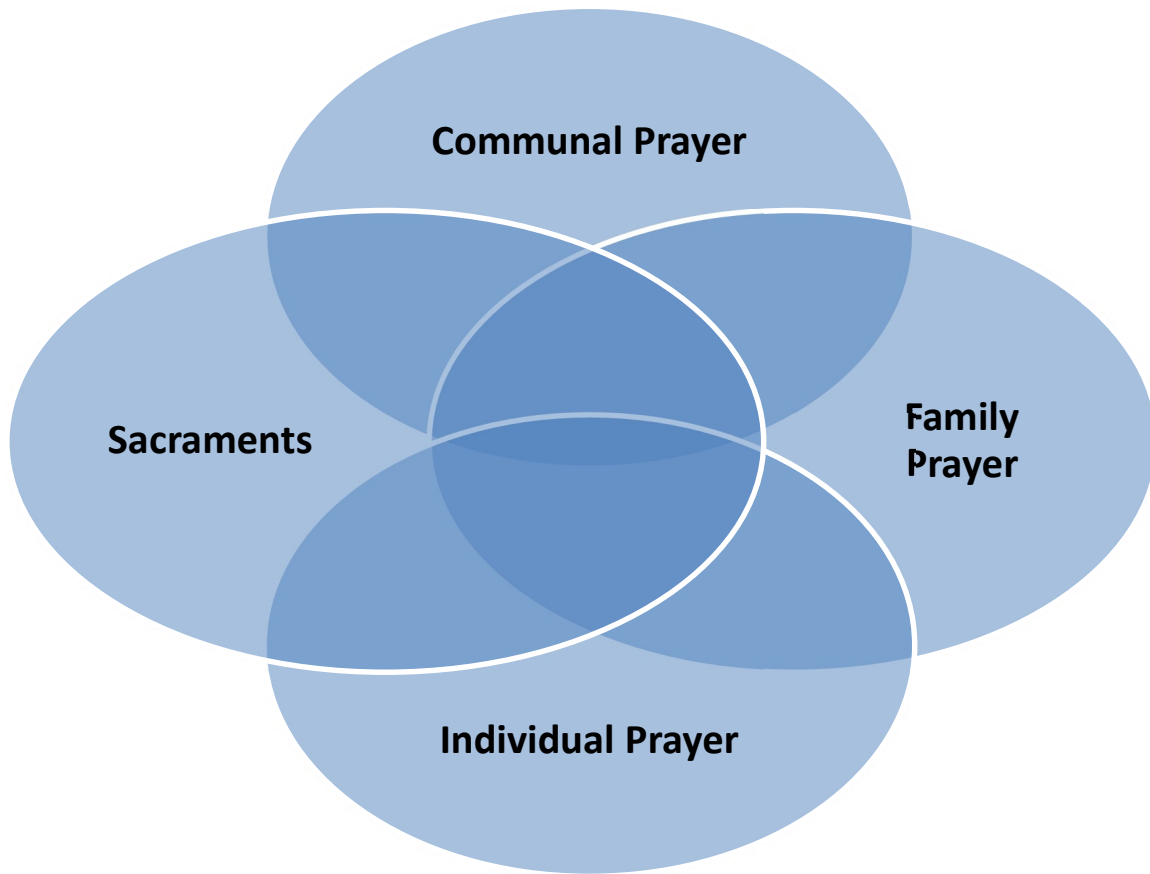 Communal Prayer
Sacraments
Family
Prayer
Individual Prayer